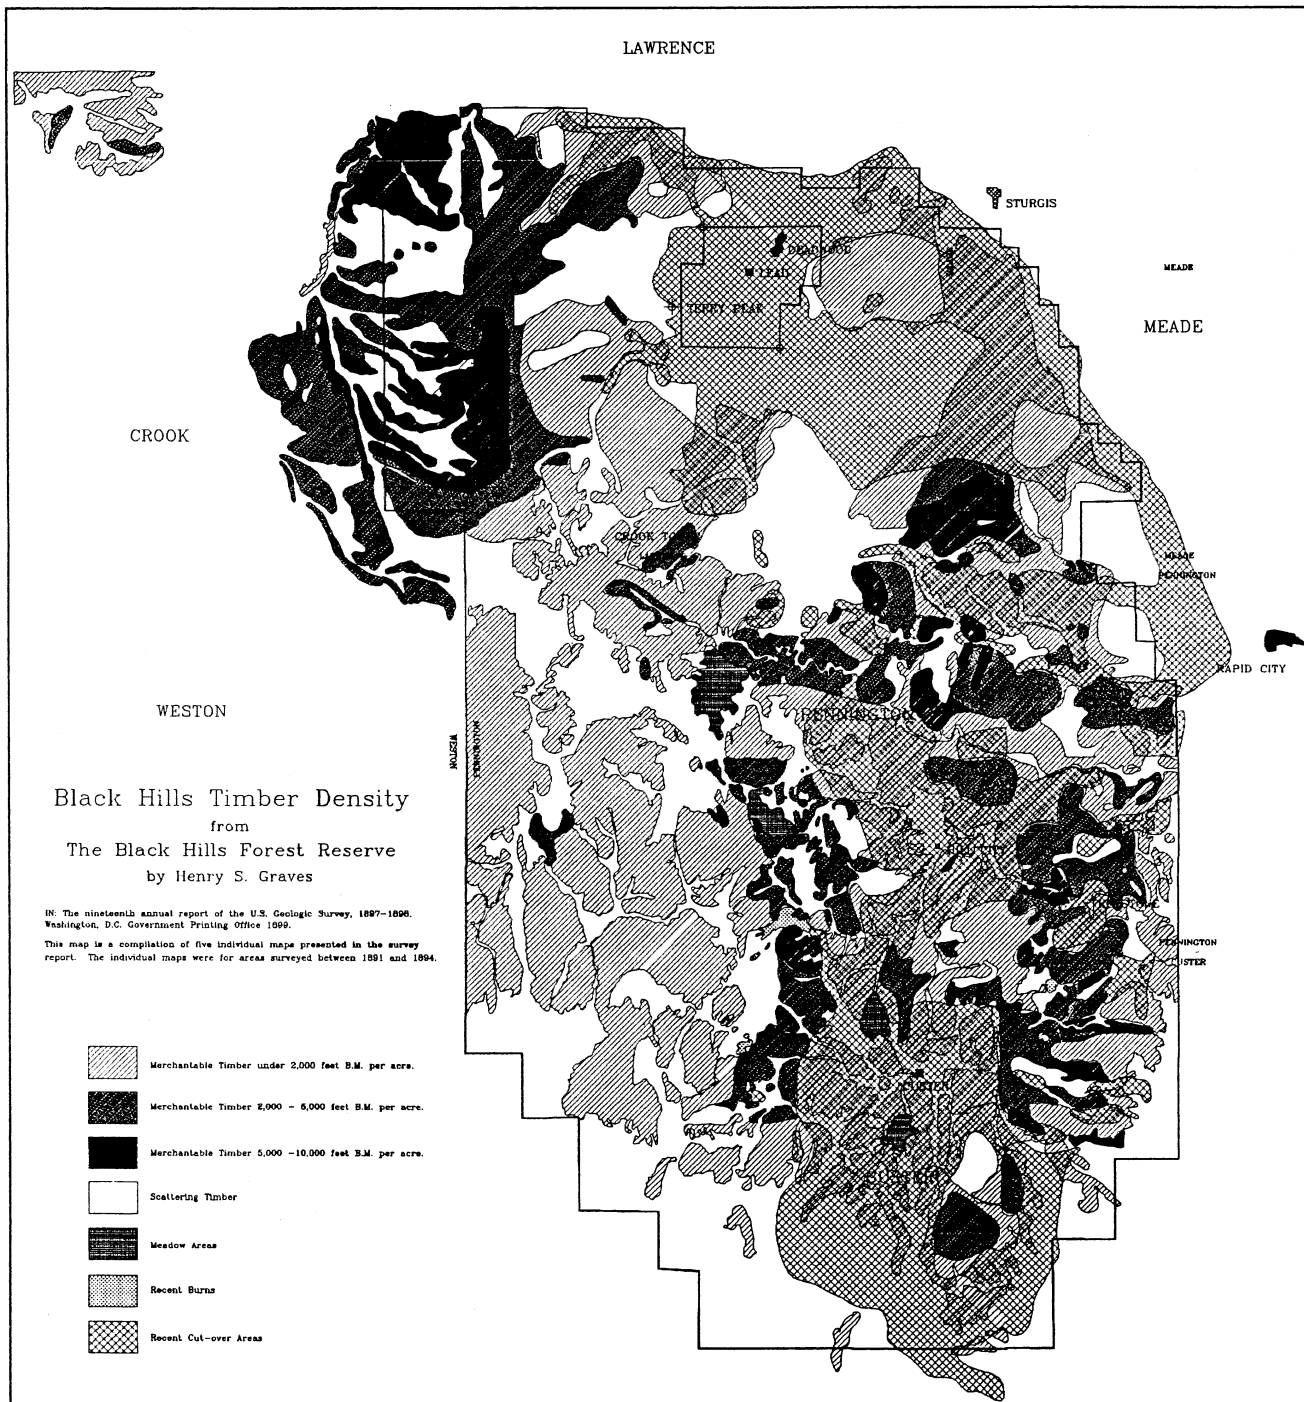 LAWRENCE
STURGIS
DEADWOOD
LEAD
MEADE
TERRY PEAK
MEADE
CROOK
CROOK
MEADE
PENNINGTON
RAPID CITY
PENNINGTON
WESTON
WESTON
PENNINGTON
Black Hills Timber Density
from
The Black Hills Forest Reserve
by Henry S. Graves
IN: The nineteenth annual report of the U.S. Geologic Survey, 1897-1898.
Washington, D.C. Government Printing Office 1899.
This map is a compilation of five individual maps presented in the survey
report. The individual maps were for areas surveyed between 1891 and 1894.
PENNINGTON
CUSTER
CUSTER
CUSTER
Merchantable Timber under 2,000 feet B.M. per acre.
Merchantable Timber 2,000 - 5,000 feet B.M. per acre.
Merchantable Timber 5,000 -10,000 feet B.M. per acre.
Scattering Timber
Meadow Areas
Recent Burns
Recent Cut-over Areas